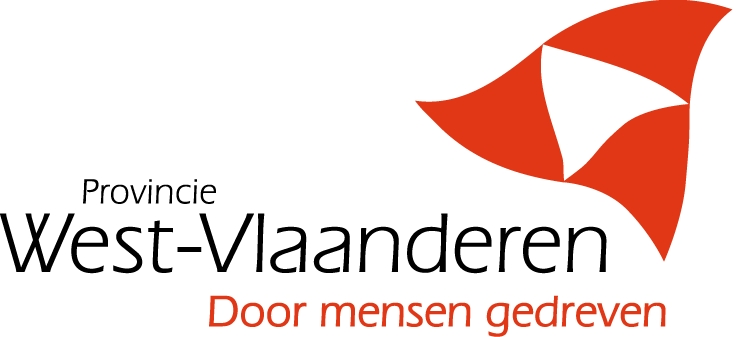 Provincie
West-Vlaanderen
Door mensen gedreven